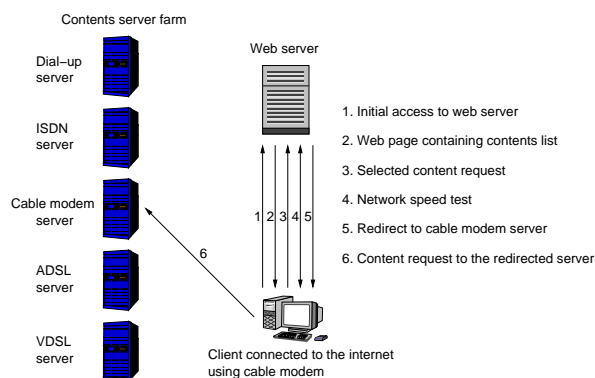 Contents server farm
Dial−up
server
ISDN
server
Cable modem
server
ADSL
server
VDSL
server
Web server
1 2 3 4 5
6
1. Initial access to web server
2. Web page containing contents list
3. Selected content request
4. Network speed test
5. Redirect to cable modem server
6. Content request to the redirected server
Client connected to the internet
using cable modem